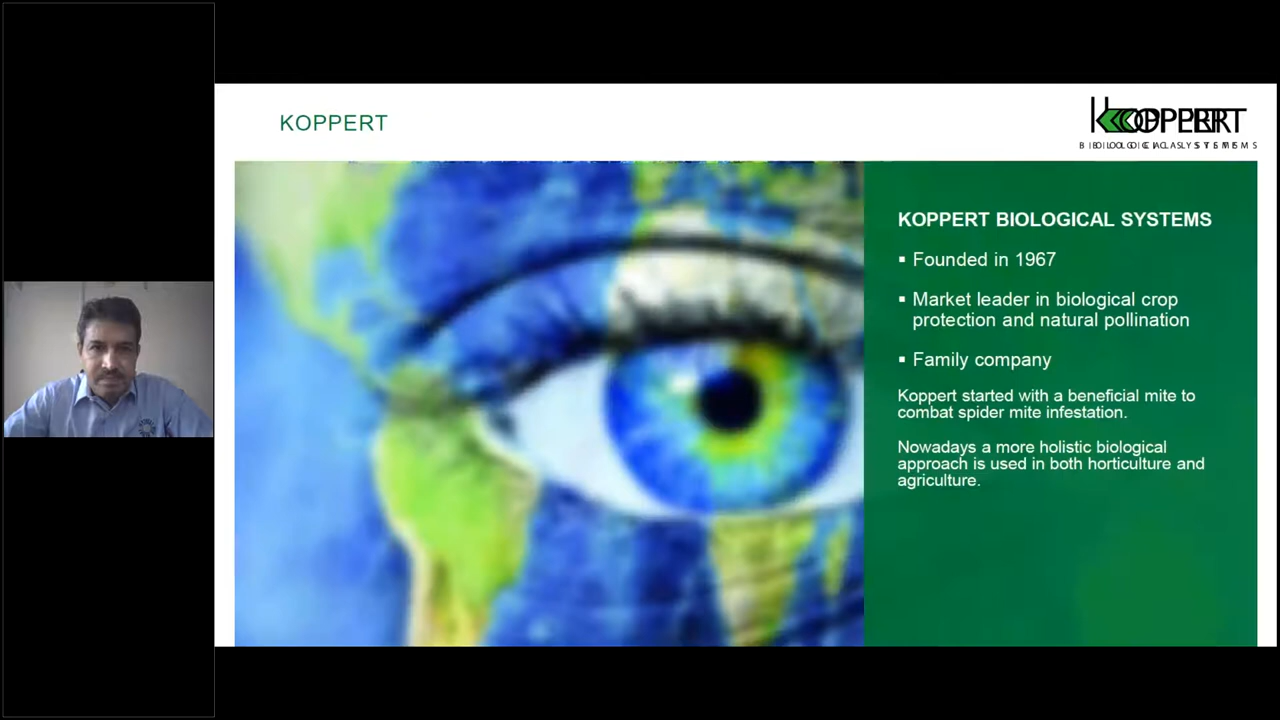 KOPPERT
KOPPERT BIOLOGICAL SYSTEMS
▪ Founded in 1967
▪ Market leader in biological crop
protection and natural pollination
▪ Family company
Koppert started with a beneficial mite to
combat spider mite infestation.
Nowadays a more holistic biological
approach is used in both horticulture and
agriculture.